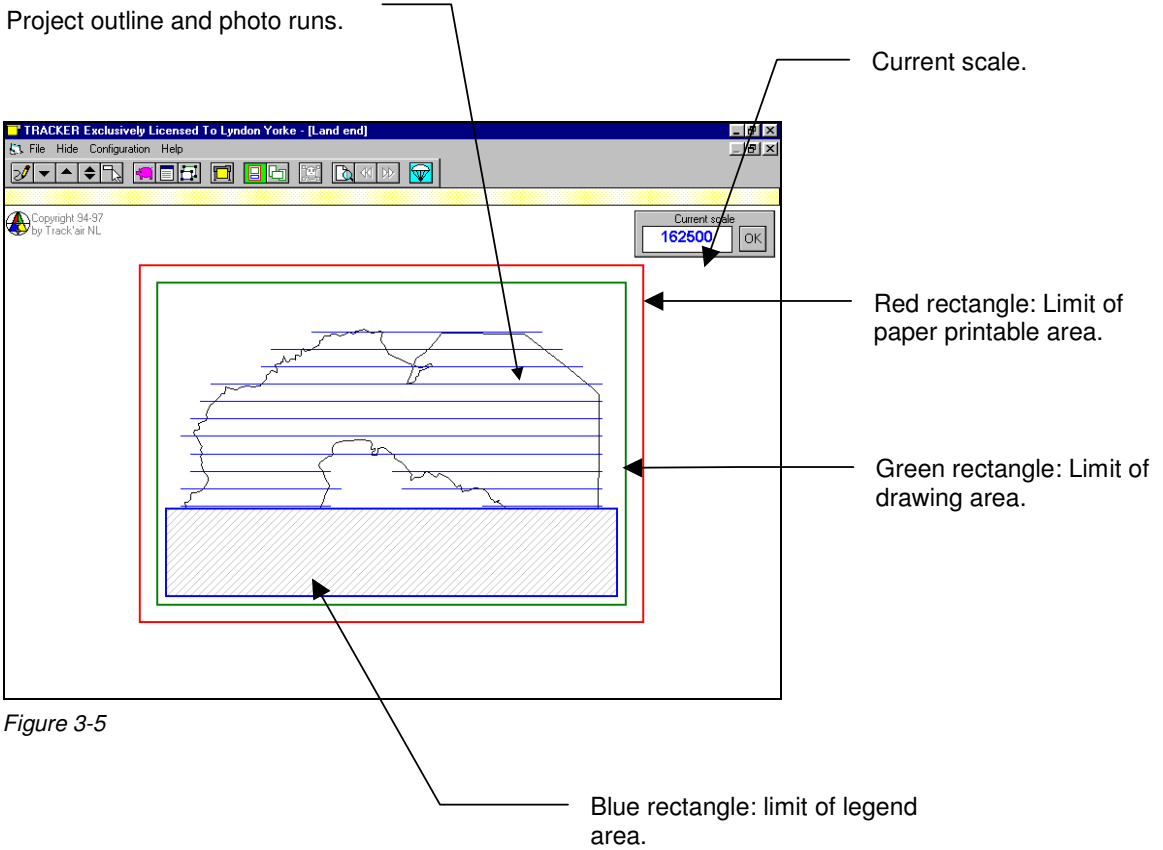 Project outline and photo runs.
Current scale.
TRACKER Exclusively Licensed To Lyndon Yorke - [Land end]
File Hide Configuration Help
Copyright 94-97
by Track'air NL
Current scale
162500
OK
Red rectangle: Limit of
paper printable area.
Green rectangle: Limit of
drawing area.
Figure 3-5
Blue rectangle: limit of legend
area.